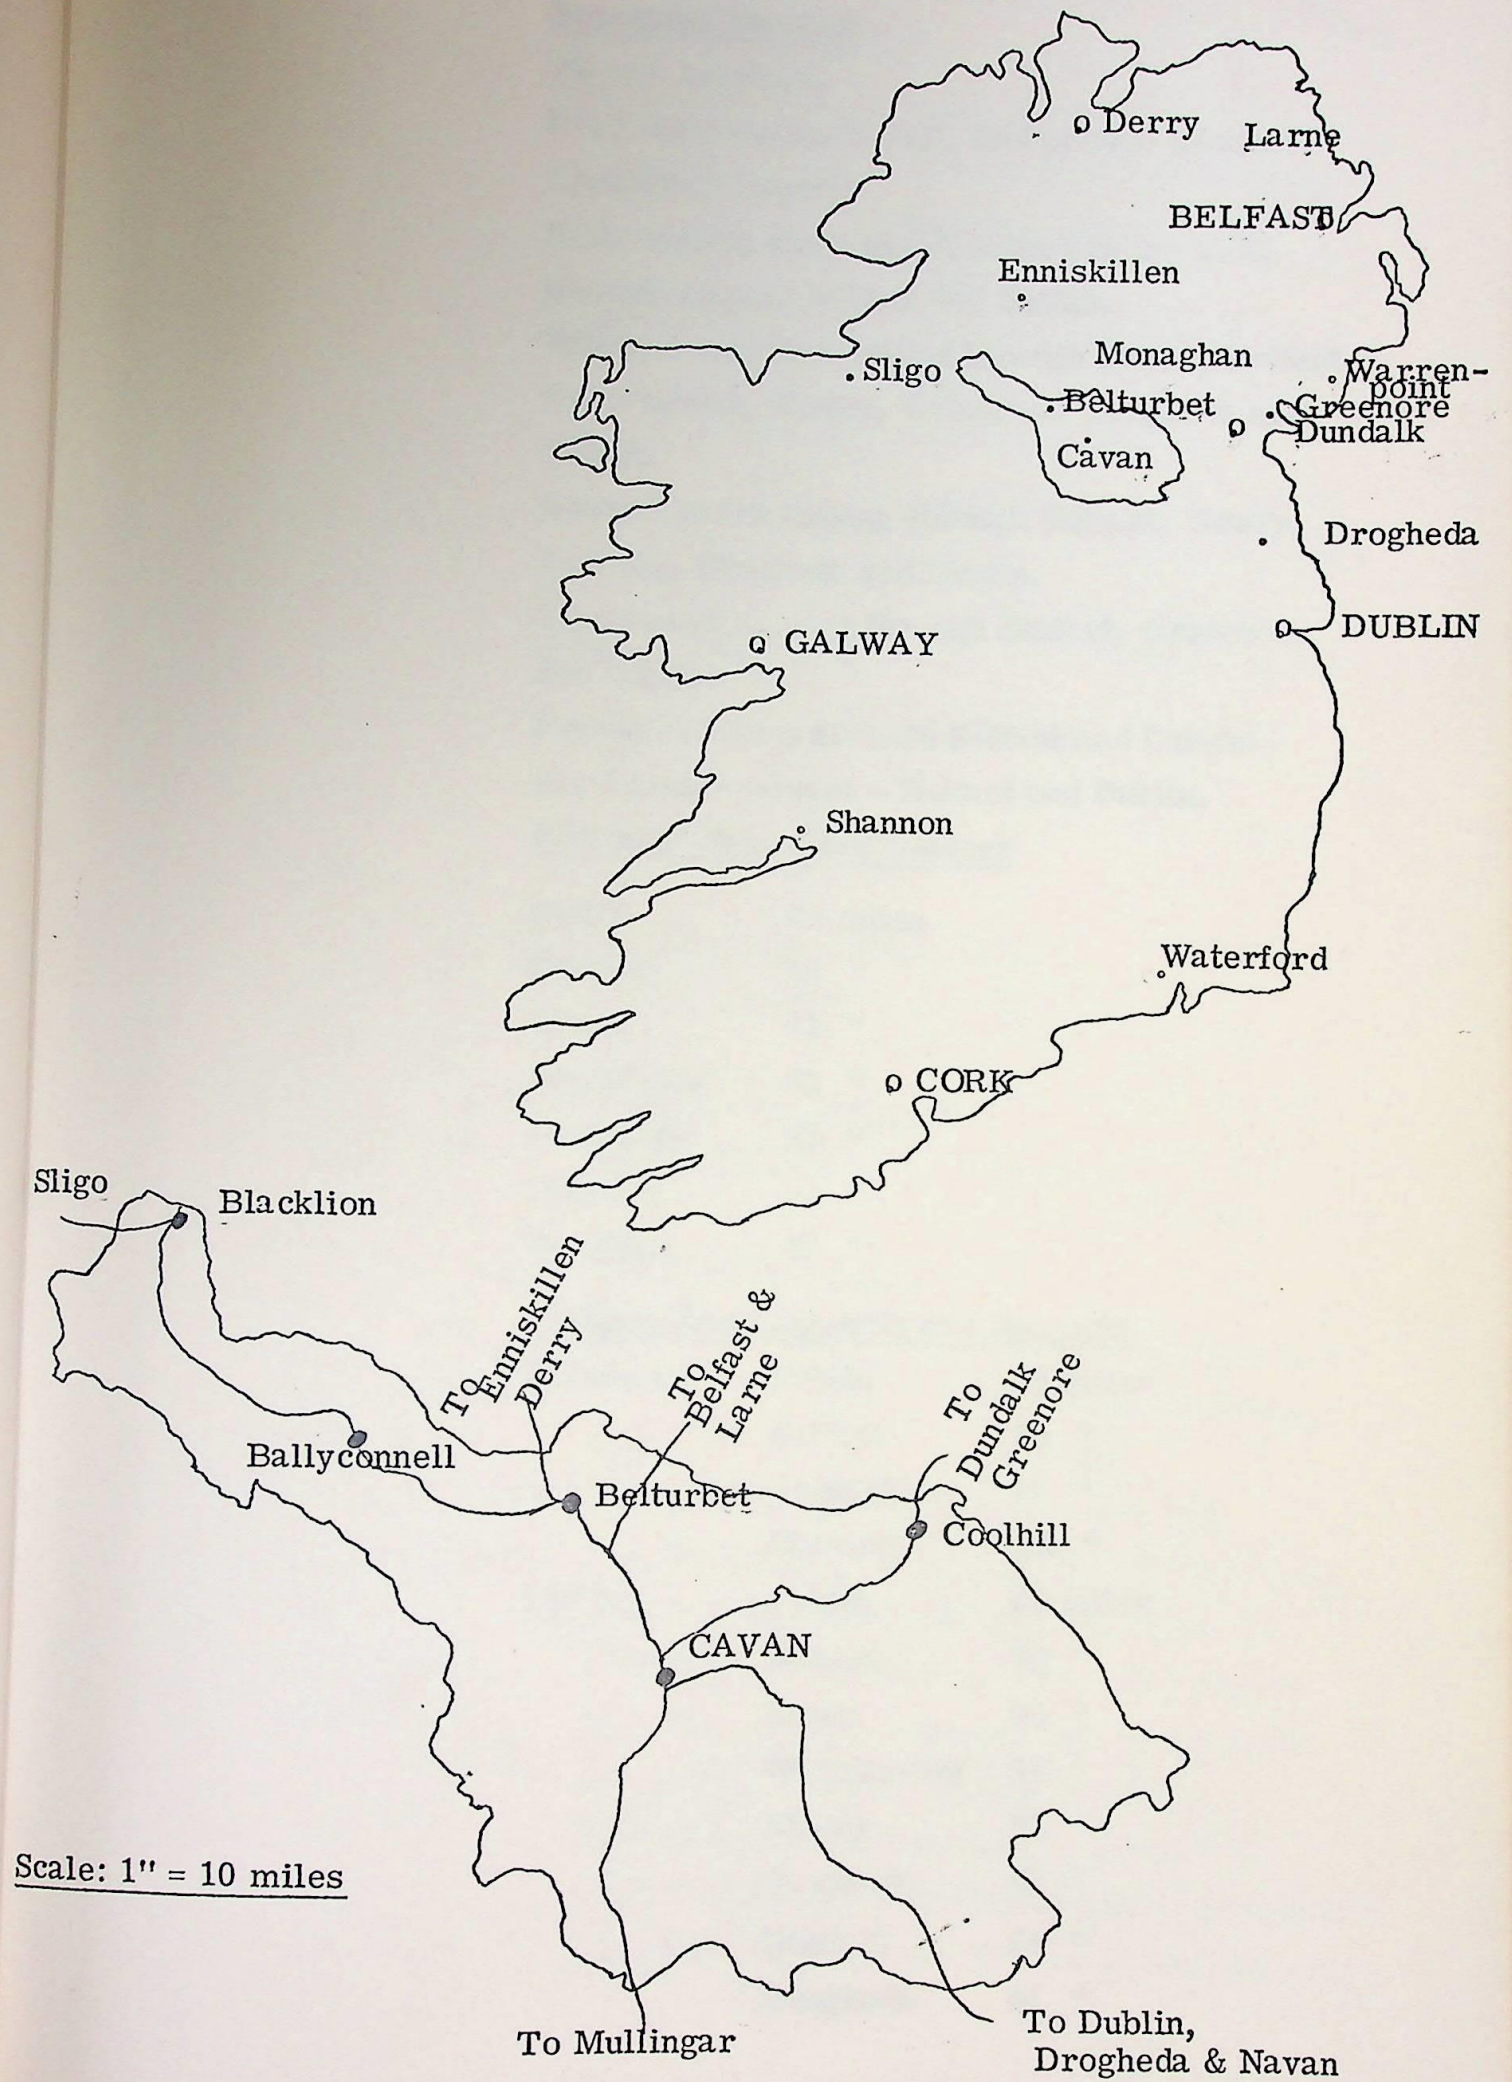 Derry
Larne
BELFAST
Enniskillen
Monaghan
Sligo
Warren-
point
Belturbet
Greenore
Dundalk
Cavan
Drogheda
DUBLIN
GALWAY
Shannon
Waterford
CORK
Sligo
Blacklion
To
Enniskillen
Derry
To
Belfast &
Larne
To
Dundalk
Greenore
Ballyconnell
Belturbet
Coolhill
CAVAN
Scale: 1" = 10 miles
To Mullingar
To Dublin,
Drogheda & Navan